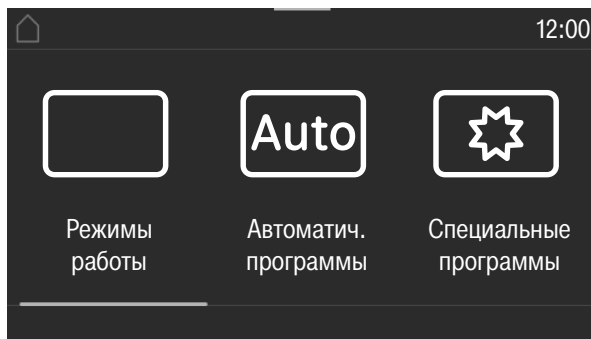 12:00
Auto
Режимы
работы
Автоматич.
программы
Специальные
программы